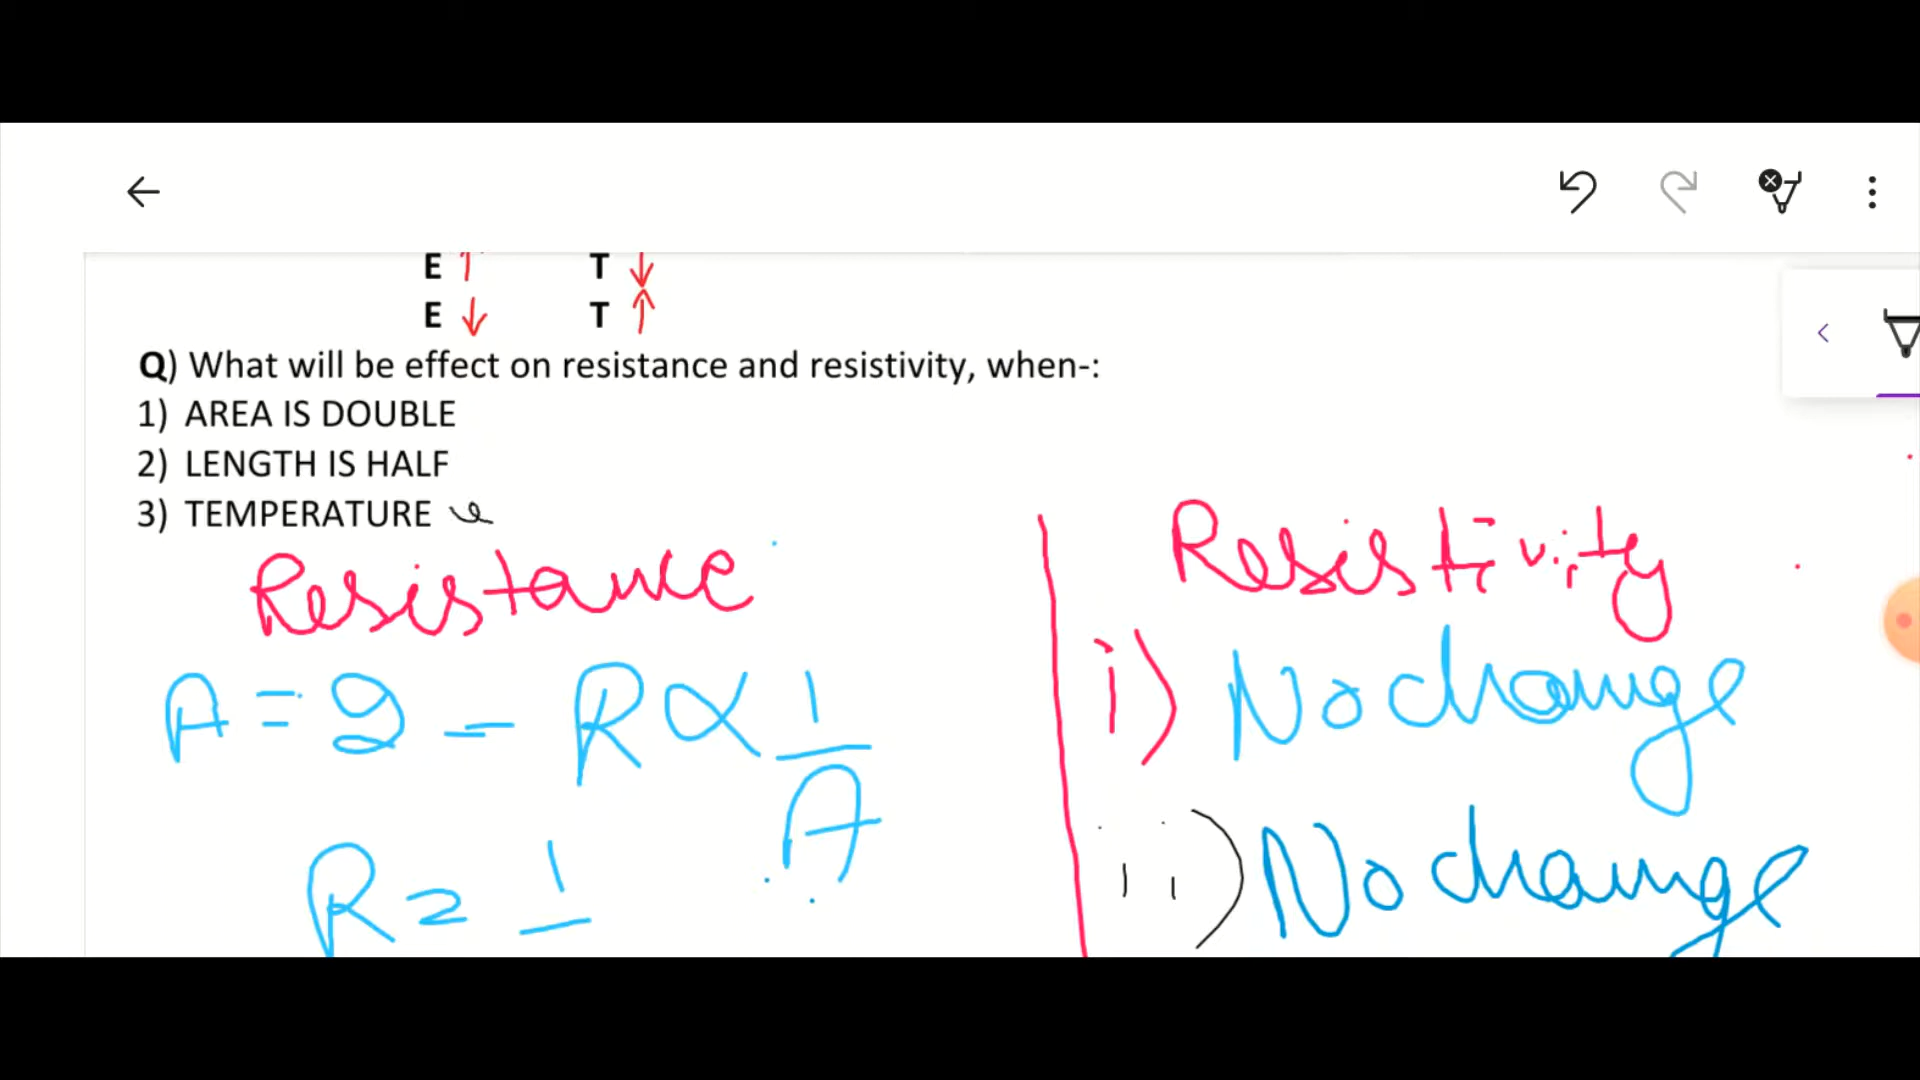 E ↑ T ↓
E ↓ T ↑
Q) What will be effect on resistance and resistivity, when-:
1) AREA IS DOUBLE
2) LENGTH IS HALF
3) TEMPERATURE
Resistance
A = 2 - R ∝ 1/A
R = 1
Resistivity
i) No change
ii) No change